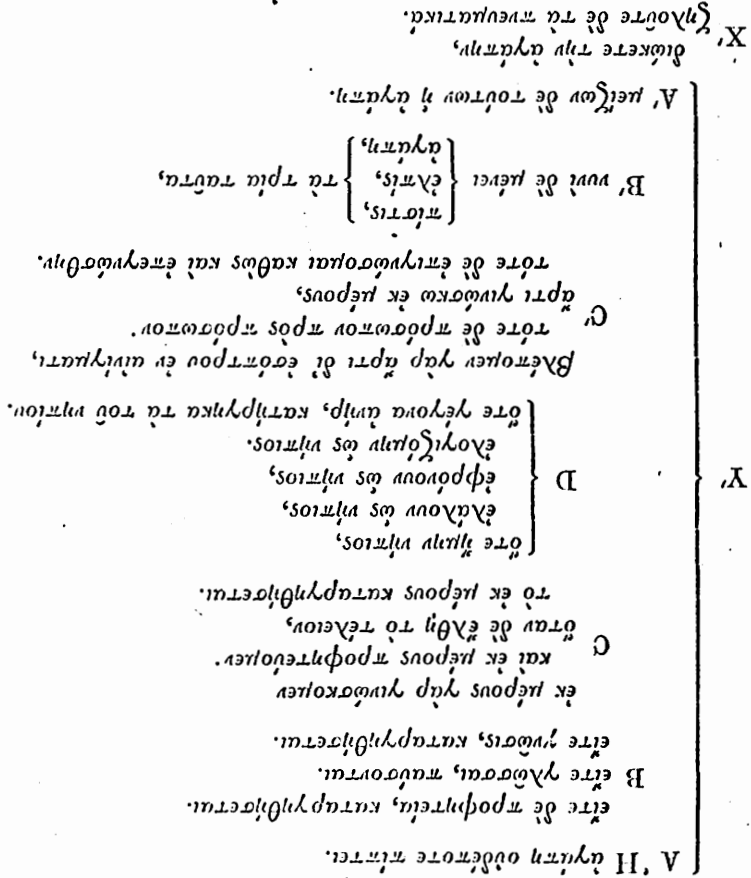 A Ἡ ἀγάπη οὐδέποτε πίπτει.
εἴτε δὲ προφητεία, καταργηθήσεται.
B εἴτε γλῶσσαι, παύσονται.
εἴτε γνῶσις, καταργηθήσεται.
ἐκ μέρους γὰρ γινώσκομεν
καὶ ἐκ μέρους προφητεύομεν·
C
ὅταν δὲ ἔλθῃ τὸ τέλειον,
τὸ ἐκ μέρους καταργηθήσεται.
ὅτε ἤμην νήπιος,
ἐλάλουν ὡς νήπιος,
Y' D ἐφρόνουν ὡς νήπιος,
ἐλογιζόμην ὡς νήπιος.
ὅτε γέγονα ἀνήρ, κατήργηκα τὰ τοῦ νηπίου.
βλέπομεν γὰρ ἄρτι δι ἐσόπτρου ἐν αἰνίγματι,
τότε δὲ πρόσωπον πρὸς πρόσωπον.
C'
ἄρτι γινώσκω ἐκ μέρους,
τότε δὲ ἐπιγνώσομαι καθὼς καὶ ἐπεγνώσθην.
πίστις,
B' νυνὶ δὲ μένει ἐλπίς, τὰ τρία ταῦτα,
ἀγάπη,
A' μείζων δὲ τούτων ἡ ἀγάπη.
διώκετε τὴν ἀγάπην,
X'
ζηλοῦτε δὲ τὰ πνευματικά.